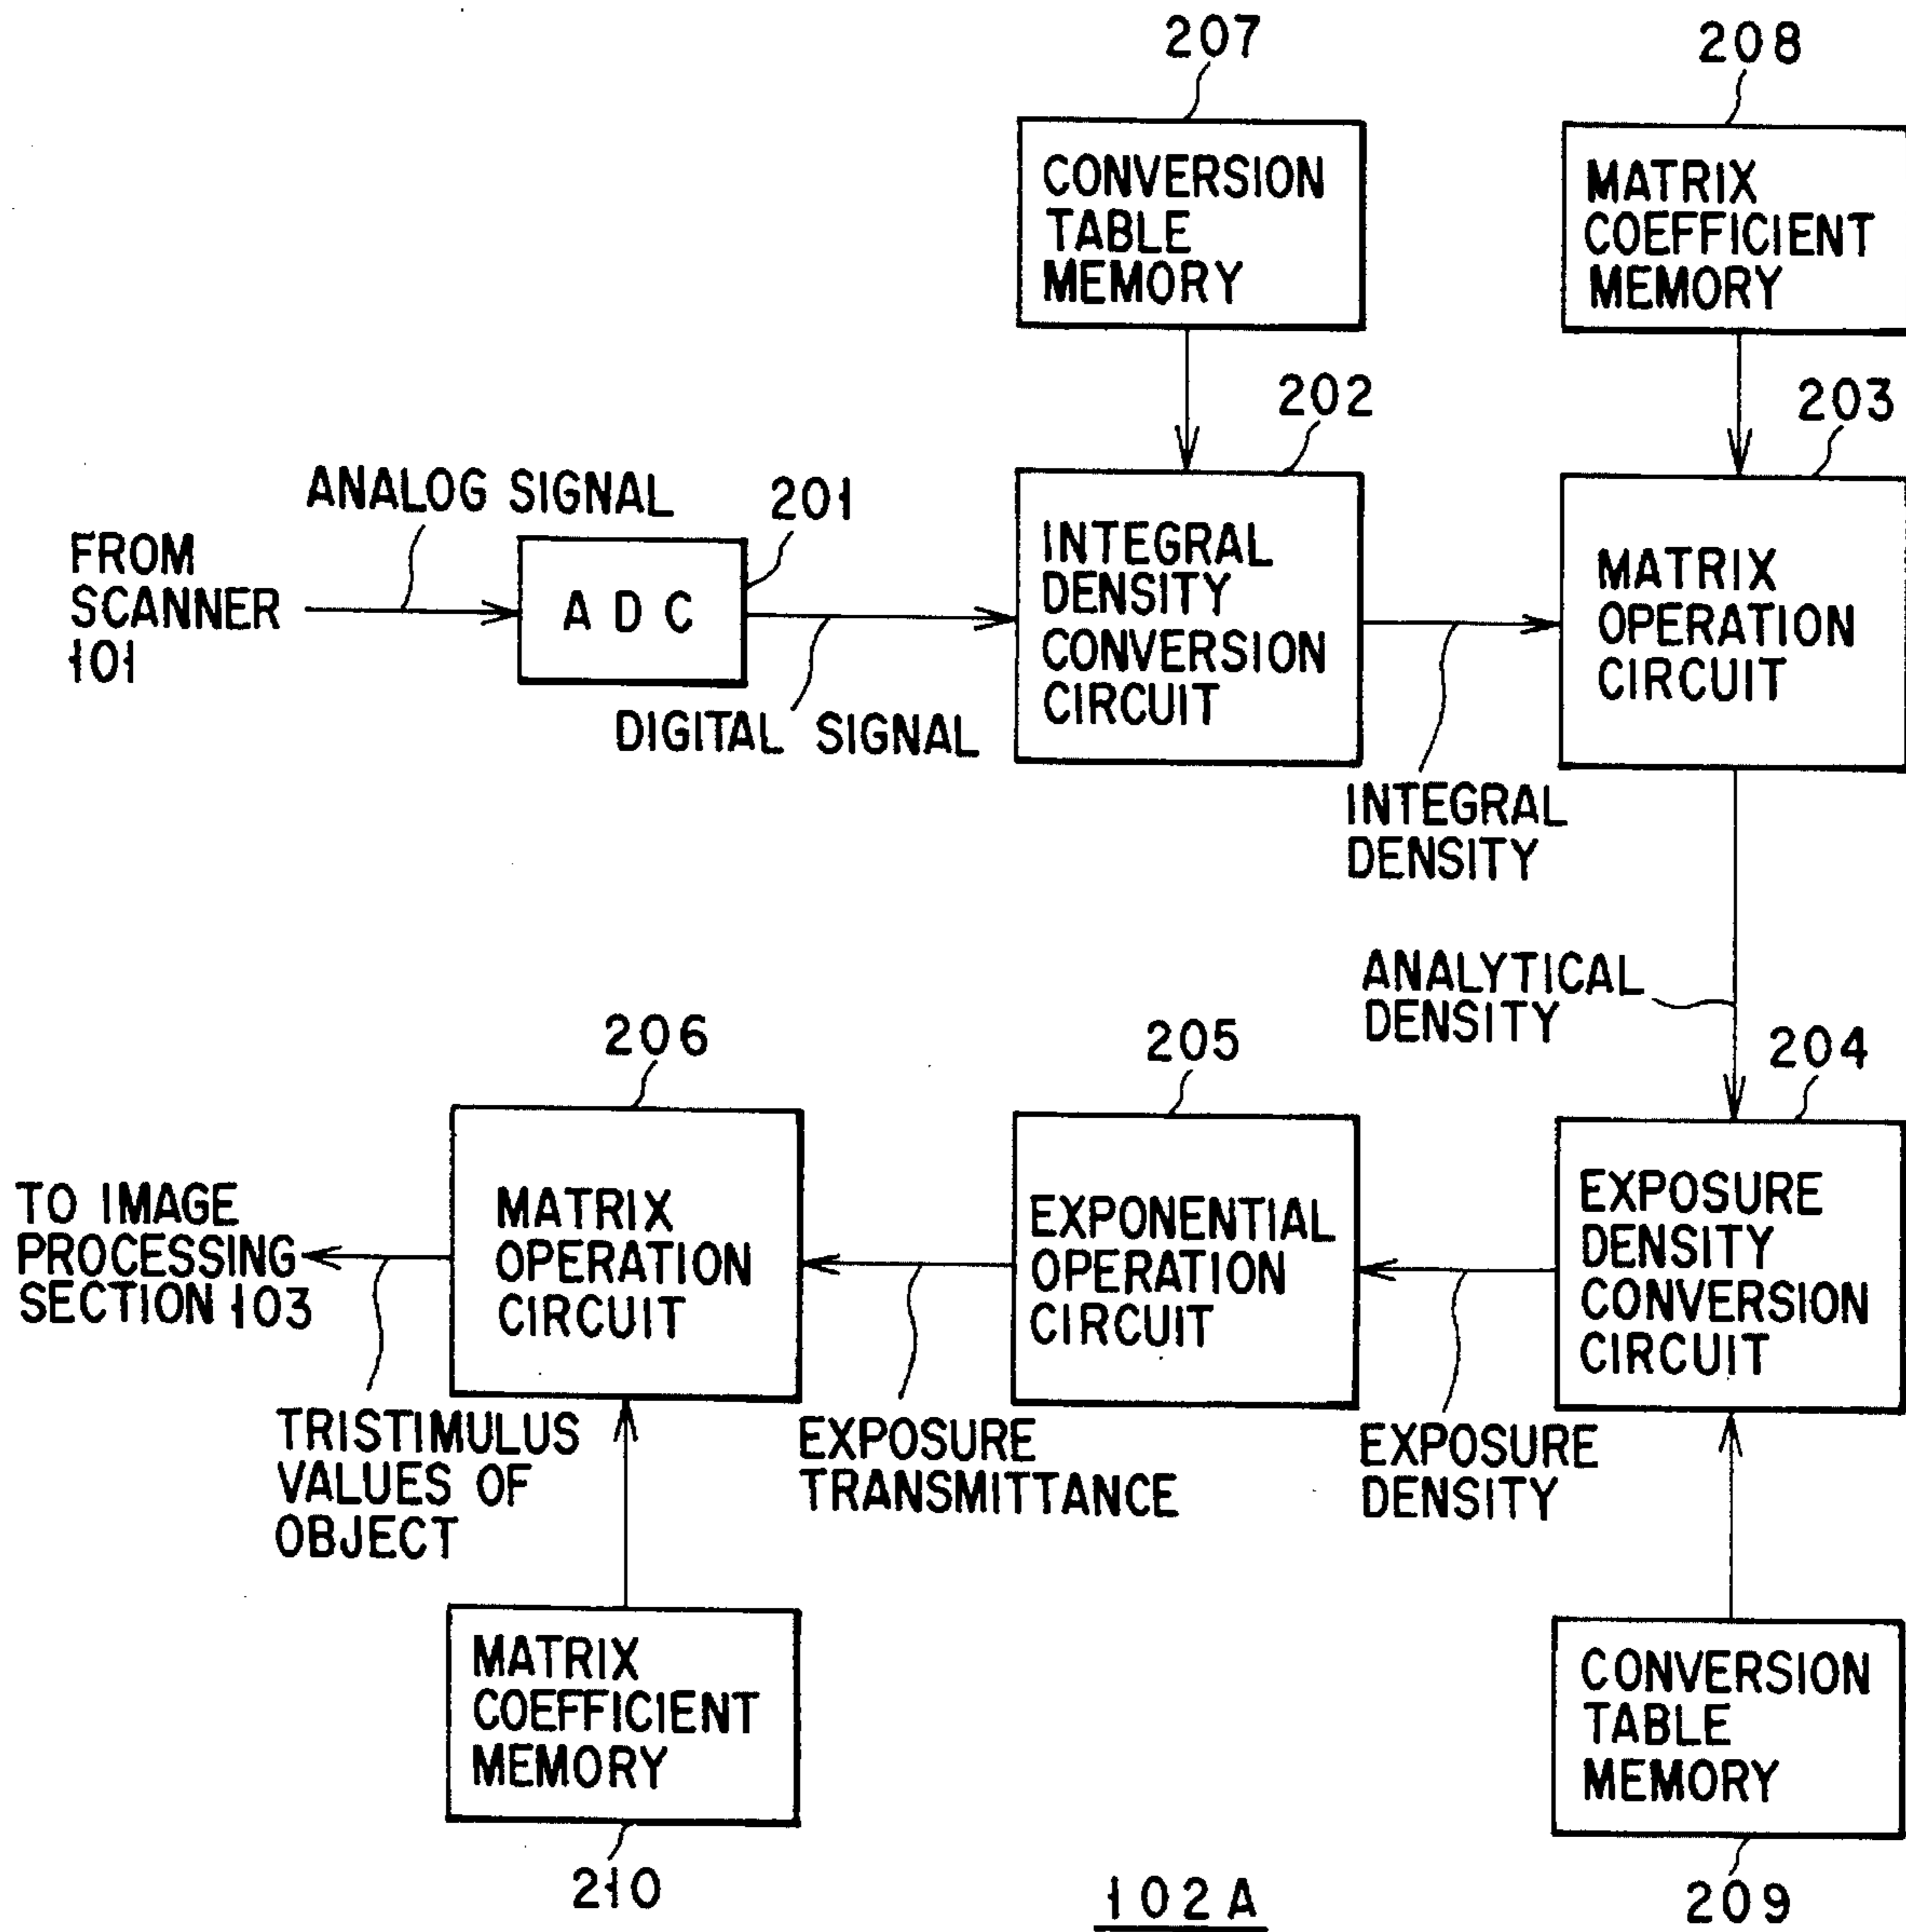 207
208
CONVERSION
TABLE
MEMORY
MATRIX
COEFFICIENT
MEMORY
202
203
ANALOG SIGNAL
201
FROM
SCANNER
101
ADC
DIGITAL SIGNAL
INTEGRAL
DENSITY
CONVERSION
CIRCUIT
MATRIX
OPERATION
CIRCUIT
INTEGRAL
DENSITY
ANALYTICAL
DENSITY
206
205
204
TO IMAGE
PROCESSING
SECTION 103
MATRIX
OPERATION
CIRCUIT
EXPONENTIAL
OPERATION
CIRCUIT
EXPOSURE
DENSITY
CONVERSION
CIRCUIT
TRISTIMULUS
VALUES OF
OBJECT
EXPOSURE
TRANSMITTANCE
EXPOSURE
DENSITY
MATRIX
COEFFICIENT
MEMORY
CONVERSION
TABLE
MEMORY
210
102A
209